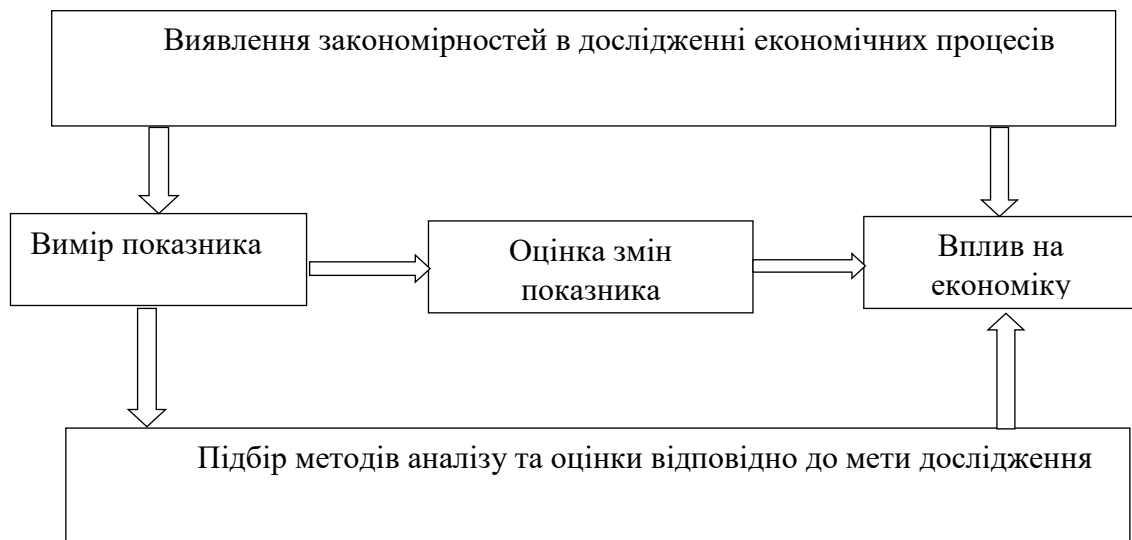 Виявлення закономірностей в дослідженні економічних процесів
Вимір показника
Оцінка змін
показника
Вплив на
економіку
Підбір методів аналізу та оцінки відповідно до мети дослідження